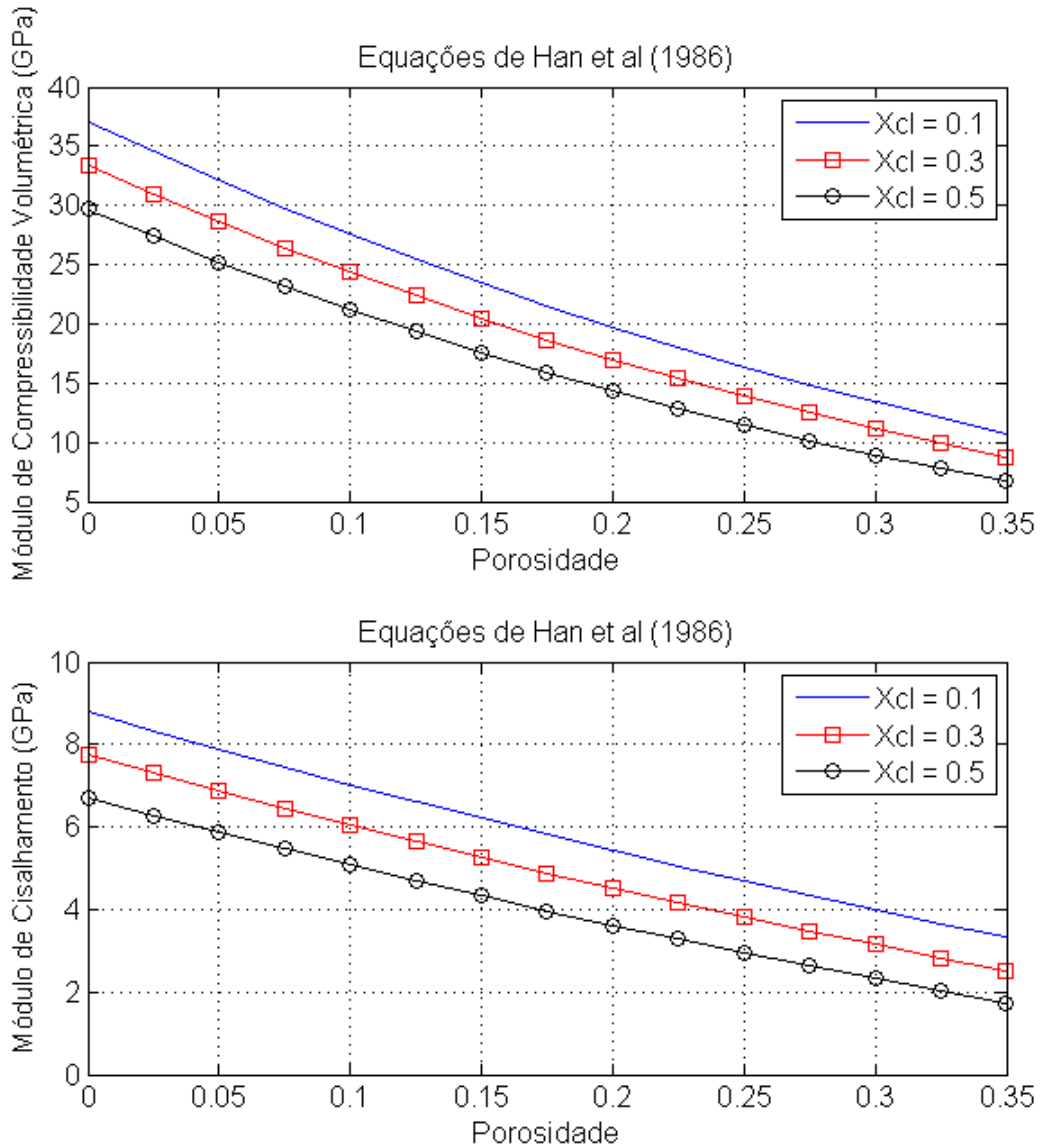 Equações de Han et al (1986)
Módulo de Compressibilidade Volumétrica (GPa)
40
35
30
25
20
15
10
5
Xcl = 0.1
Xcl = 0.3
Xcl = 0.5
0 0.05 0.1 0.15 0.2 0.25 0.3 0.35
Porosidade
Equações de Han et al (1986)
Módulo de Cisalhamento (GPa)
10
8
6
4
2
0
Xcl = 0.1
Xcl = 0.3
Xcl = 0.5
0 0.05 0.1 0.15 0.2 0.25 0.3 0.35
Porosidade